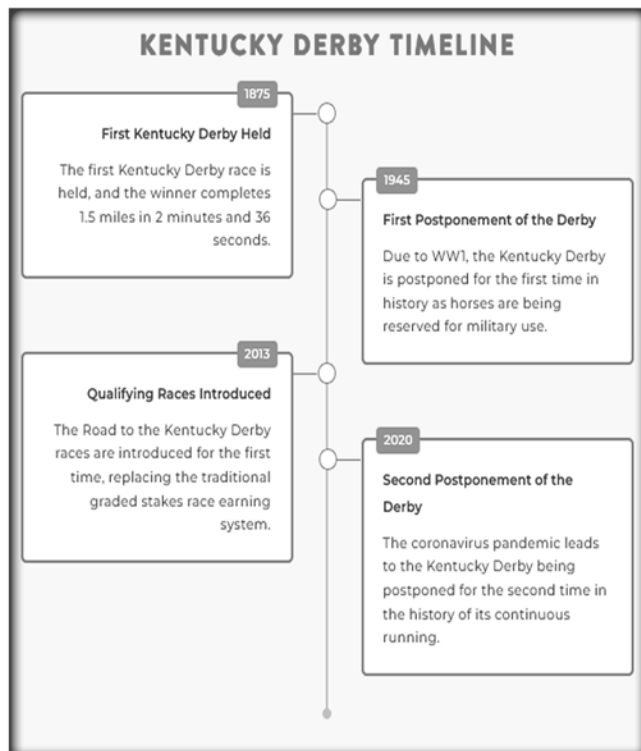 KENTUCKY DERBY TIMELINE
1875
First Kentucky Derby Held
The first Kentucky Derby race is
held, and the winner completes
1.5 miles in 2 minutes and 36
seconds.
1945
First Postponement of the Derby
Due to WW1, the Kentucky Derby
is postponed for the first time in
history as horses are being
reserved for military use.
2013
Qualifying Races Introduced
The Road to the Kentucky Derby
races are introduced for the first
time, replacing the traditional
graded stakes race earning
system.
2020
Second Postponement of the
Derby
The coronavirus pandemic leads
to the Kentucky Derby being
postponed for the second time in
the history of its continuous
running.